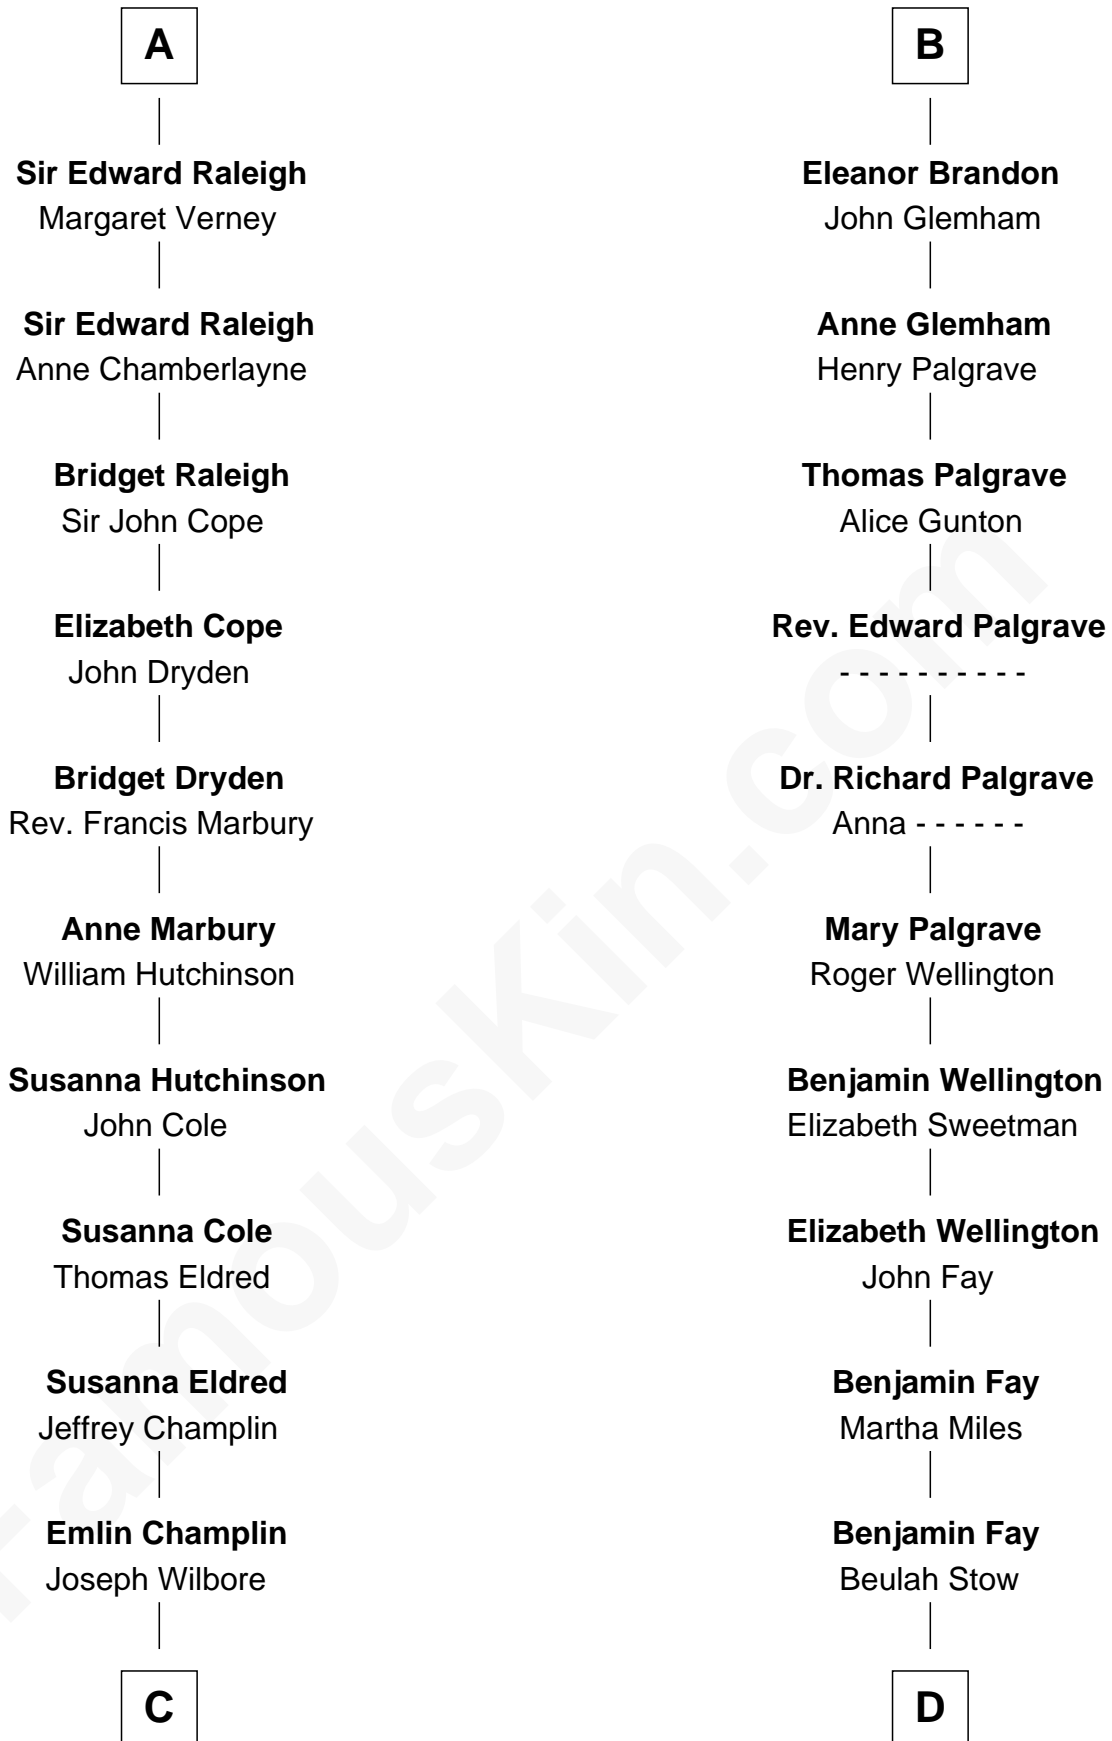 A
Sir Edward Raleigh
Margaret Verney
Sir Edward Raleigh
Anne Chamberlayne
Bridget Raleigh
Sir John Cope
Elizabeth Cope
John Dryden
Bridget Dryden
Rev. Francis Marbury
Anne Marbury
William Hutchinson
Susanna Hutchinson
John Cole
Susanna Cole
Thomas Eldred
Susanna Eldred
Jeffrey Champlin
Emlin Champlin
Joseph Wilbore
C
B
Eleanor Brandon
John Glemham
Anne Glemham
Henry Palgrave
Thomas Palgrave
Alice Gunton
Rev. Edward Palgrave
- - - - - - - - - -
Dr. Richard Palgrave
Anna - - - - - -
Mary Palgrave
Roger Wellington
Benjamin Wellington
Elizabeth Sweetman
Elizabeth Wellington
John Fay
Benjamin Fay
Martha Miles
Benjamin Fay
Beulah Stow
D
FamousKin.com